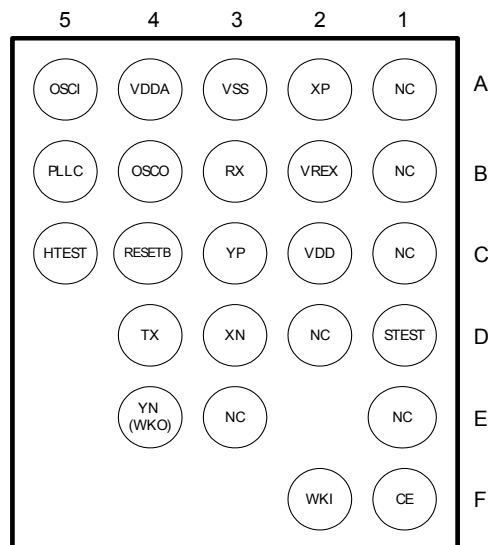 5 4 3 2 1
OSCI VDDA VSS XP NC A
PLLC OSCO RX VREX NC B
HTEST RESETB YP VDD NC C
TX XN NC STEST D
YN
(WKO) NC NC E
WKI CE F